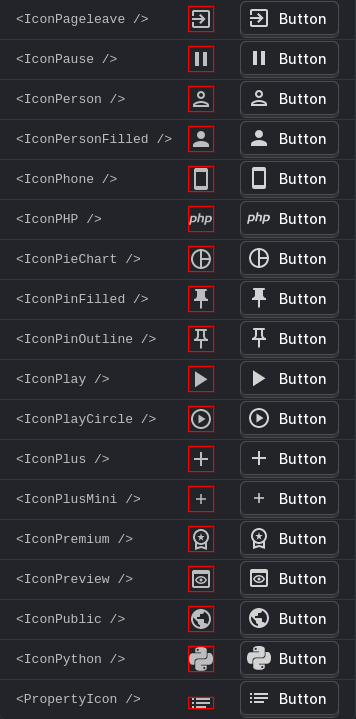 <IconPageleave /> Button
<IconPause /> Button
<IconPerson /> Button
<IconPersonFilled /> Button
<IconPhone /> Button
<IconPHP /> php php Button
<IconPieChart /> Button
<IconPinFilled /> Button
<IconPinOutline /> Button
<IconPlay /> Button
<IconPlayCircle /> Button
<IconPlus /> Button
<IconPlusMini /> Button
<IconPremium /> Button
<IconPreview /> Button
<IconPublic /> Button
<IconPython /> Button
<PropertyIcon /> Button